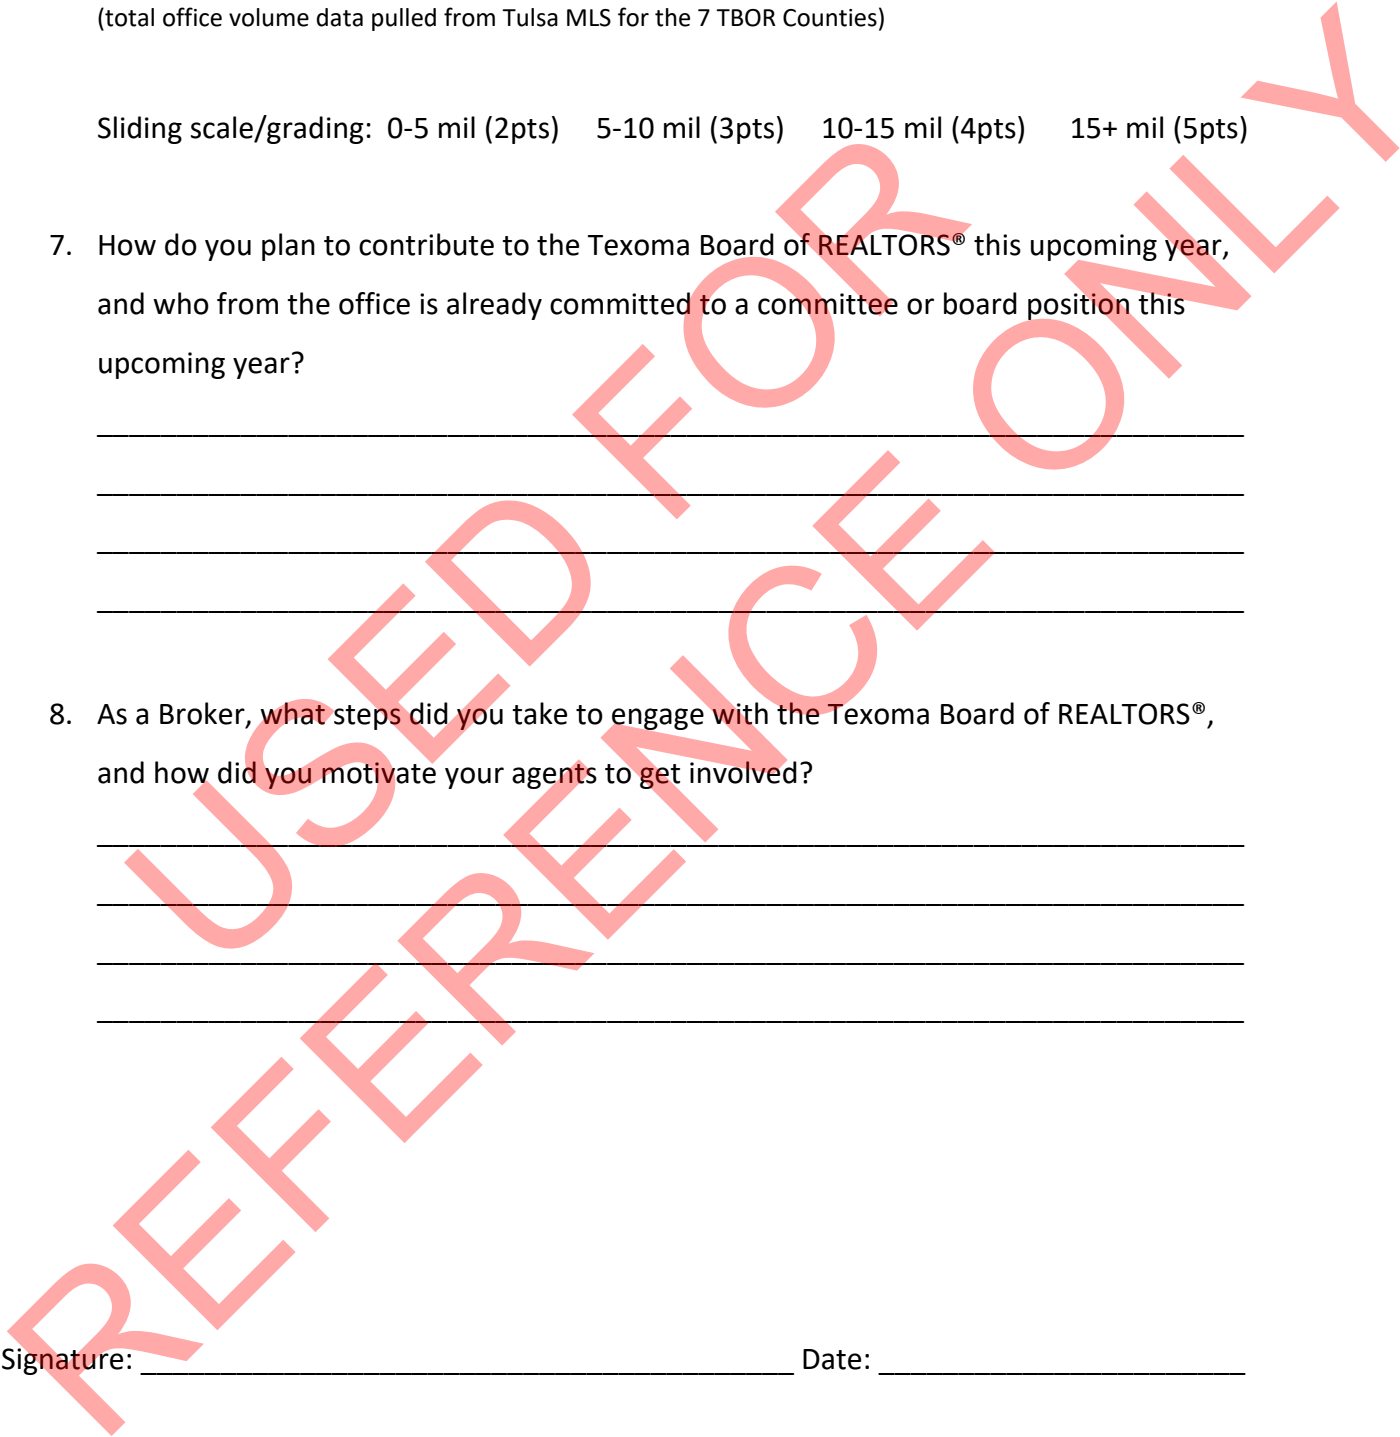 (total office volume data pulled from Tulsa MLS for the 7 TBOR Counties)
Sliding scale/grading: 0-5 mil (2pts) 5-10 mil (3pts) 10-15 mil (4pts) 15+ mil (5pts)
7. How do you plan to contribute to the Texoma Board of REALTORS® this upcoming year,
and who from the office is already committed to a committee or board position this
upcoming year?
8. As a Broker, what steps did you take to engage with the Texoma Board of REALTORS®,
and how did you motivate your agents to get involved?
Signature: Date:
USED FOR
REFERENCE ONLY